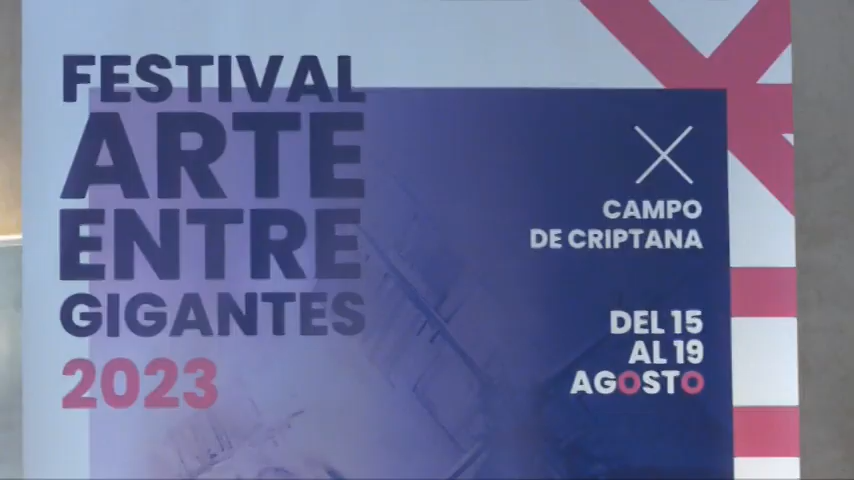 FESTIVAL
ARTE
ENTRE
GIGANTES
2023
CAMPO
DE CRIPTANA
DEL 15
AL 19
AGOSTO